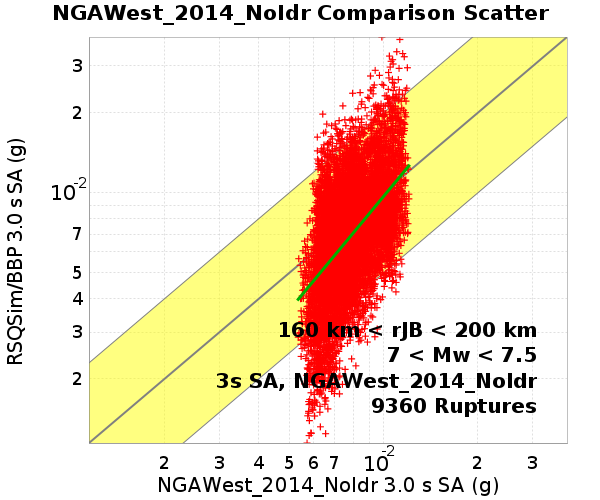 NGAWest_2014_NoIdr Comparison Scatter
RSQSim/BBP 3.0 s SA (g)
3
2
10-2
7
5
4
3
2
160 km < rJB < 200 km
7 < Mw < 7.5
3s SA, NGAWest_2014_NoIdr
9360 Ruptures
2 3 4 5 6 7 10-2 2 3
NGAWest_2014_NoIdr 3.0 s SA (g)